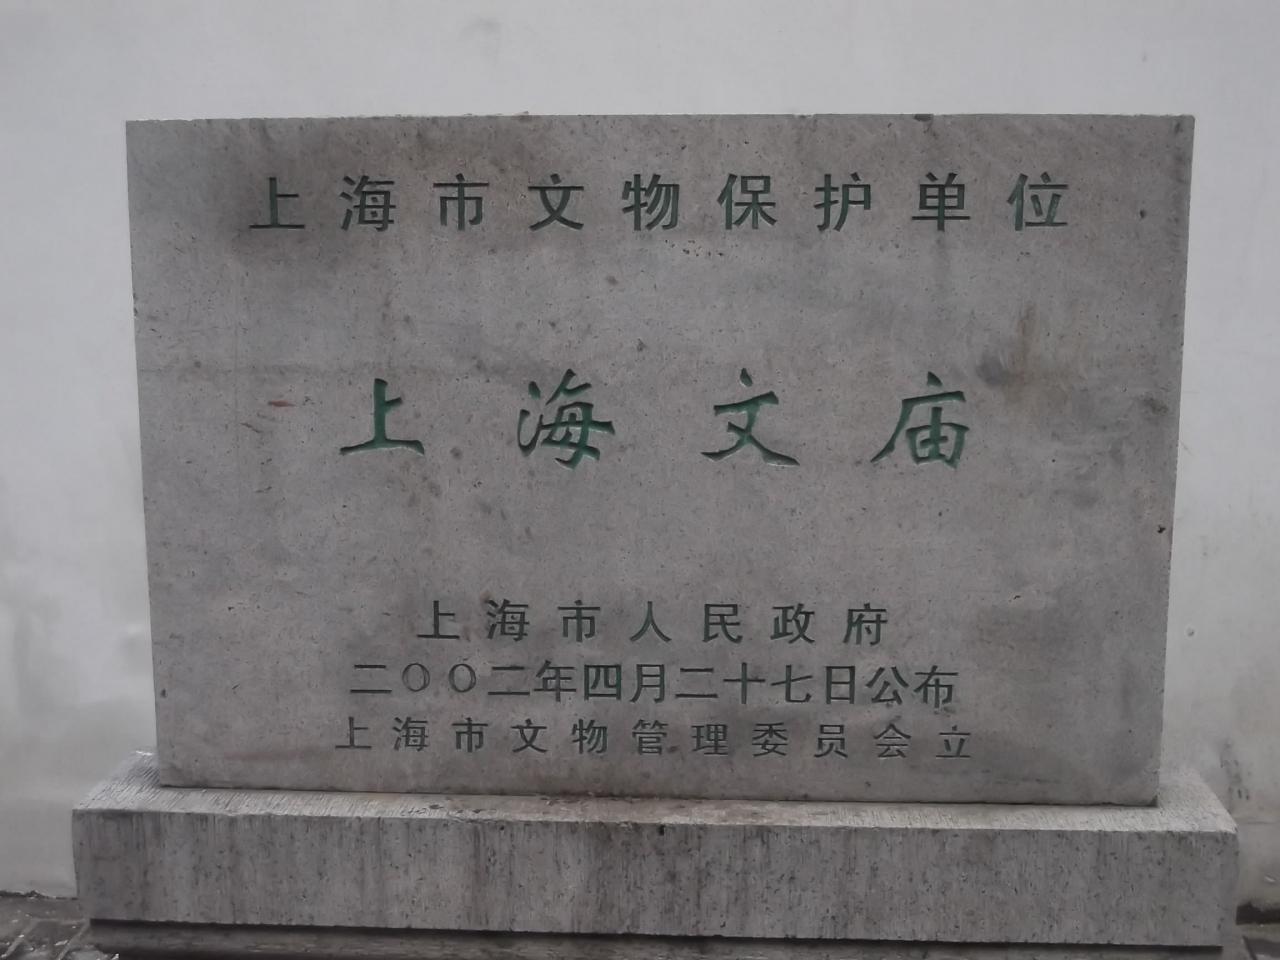 上海市文物保护单位
上海文庙
上海市人民政府
二〇〇二年四月二十七日公布
上海市文物管理委员会立